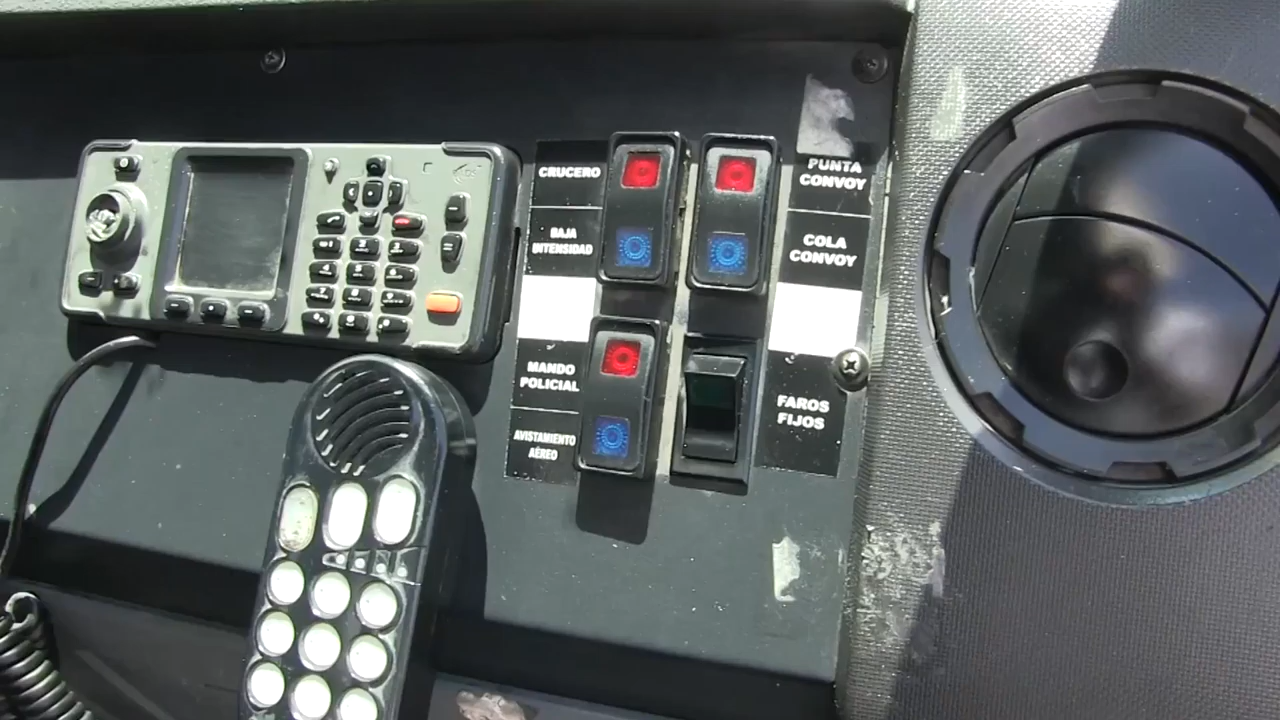 CRUCERO
BAJA
INTENSIDAD
MANDO
POLICIAL
AVISTAMIENTO
AÉREO
PUNTA
CONVOY
COLA
CONVOY
FAROS
FIJOS